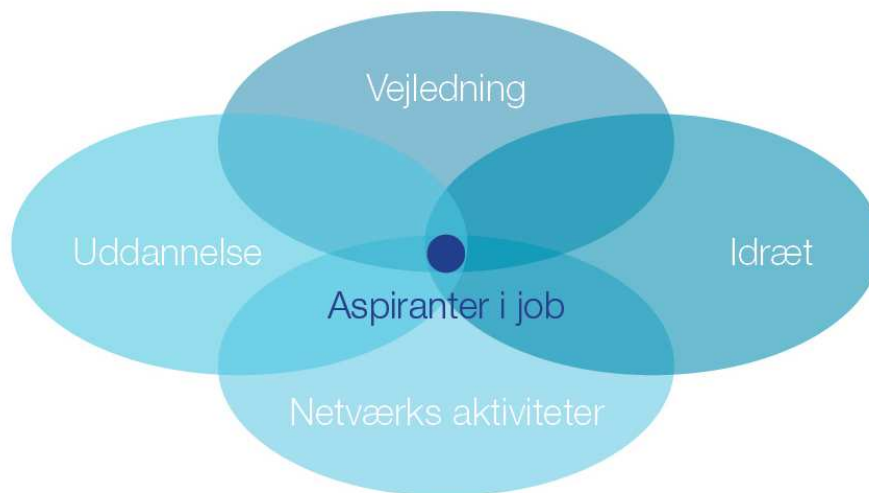 Vejledning
Uddannelse
Idræt
Aspiranter i job
Netværks aktiviteter